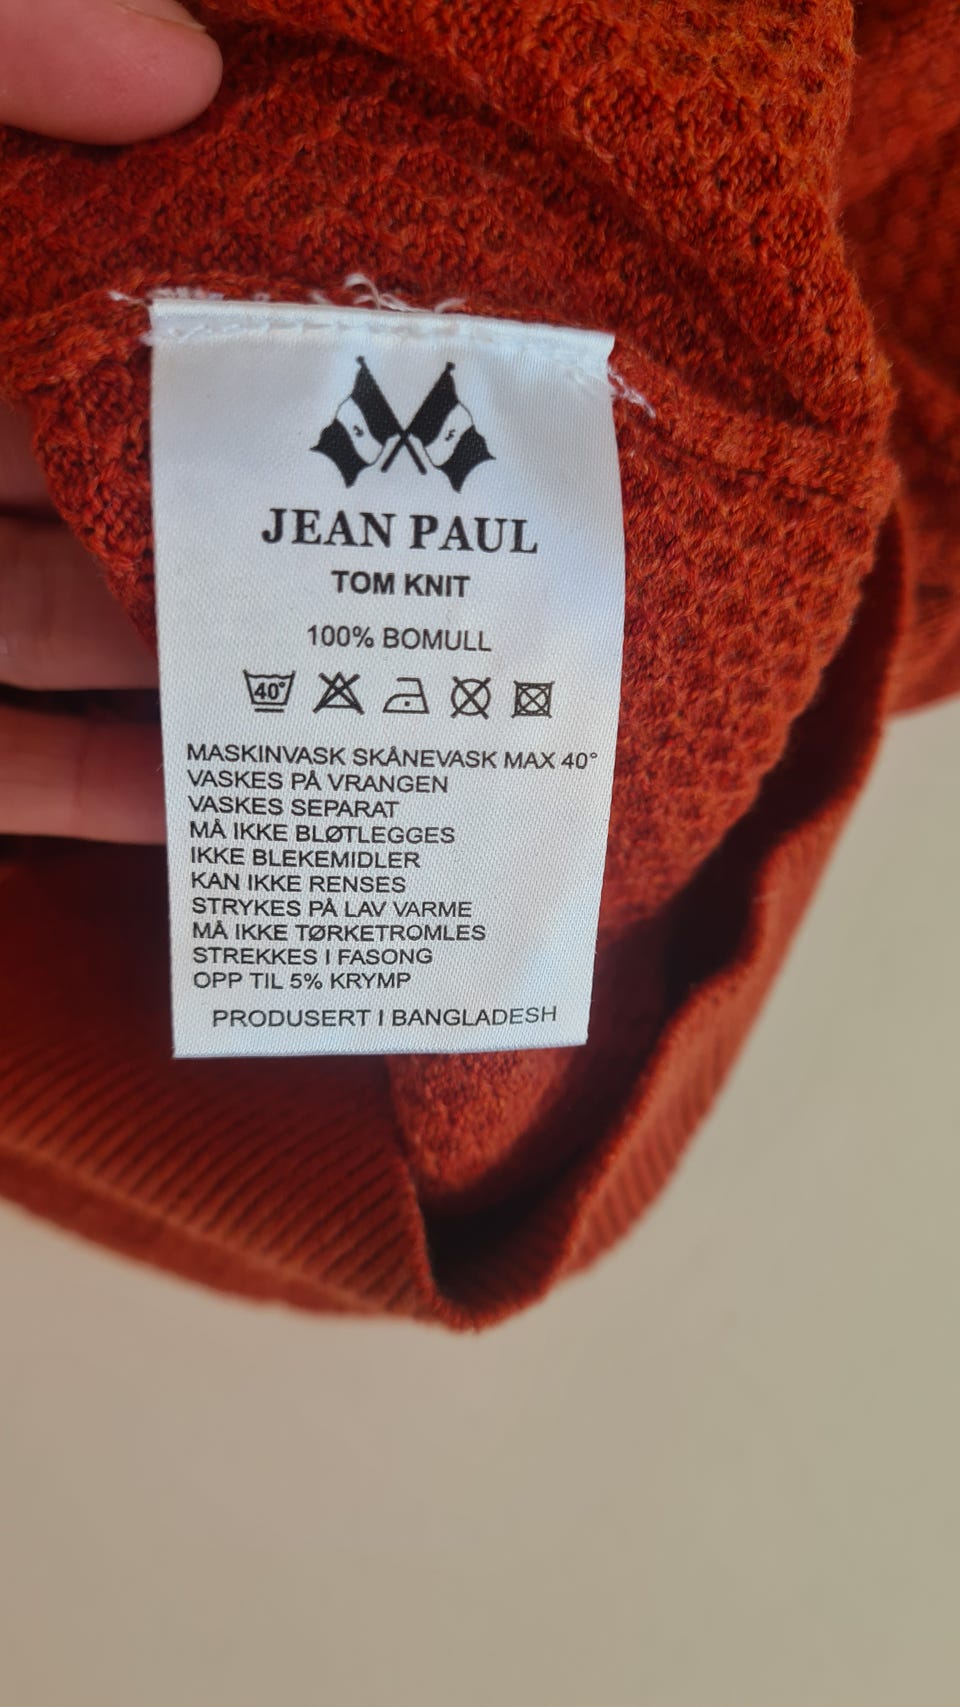 JEAN PAUL
TOM KNIT
100% BOMULL
40°
MASKINVASK SKÅNEVASK MAX 40°
VASKES PÅ VRANGEN
VASKES SEPARAT
MÅ IKKE BLØTLEGGES
IKKE BLEKEMIDLER
KAN IKKE RENSES
STRYKES PÅ LAV VARME
MÅ IKKE TØRKETROMLES
STREKKES I FASONG
OPP TIL 5% KRYMP
PRODUSERT I BANGLADESH